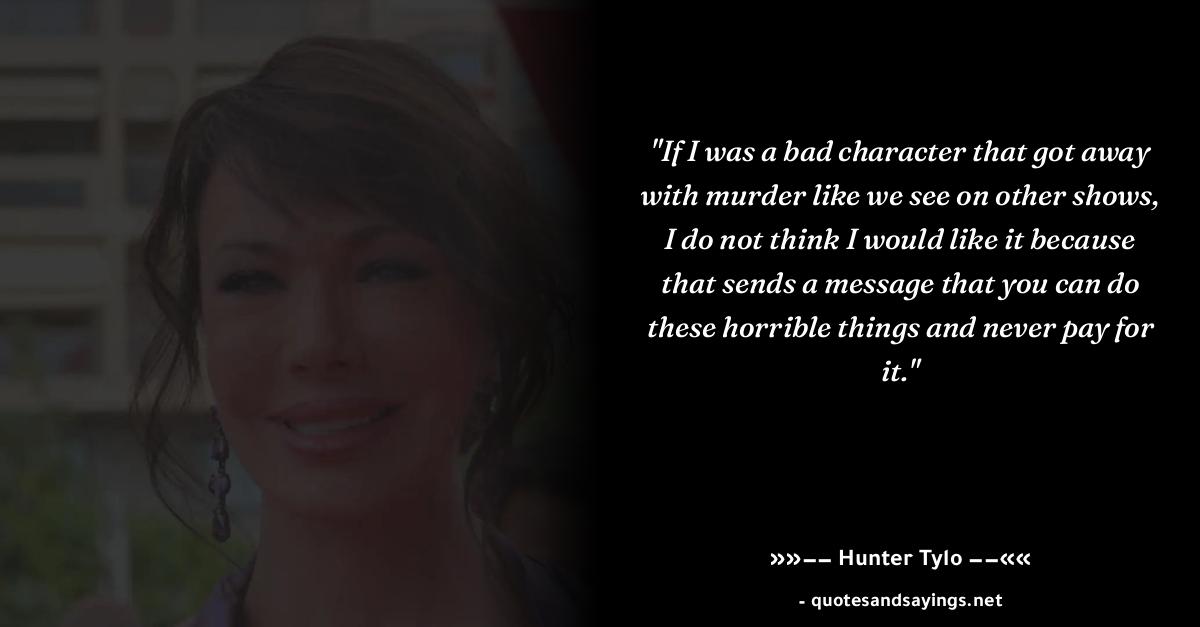 "If I was a bad character that got away
with murder like we see on other shows,
I do not think I would like it because
that sends a message that you can do
these horrible things and never pay for
it."
»»−− Hunter Tylo −−««
- quotesandsayings.net